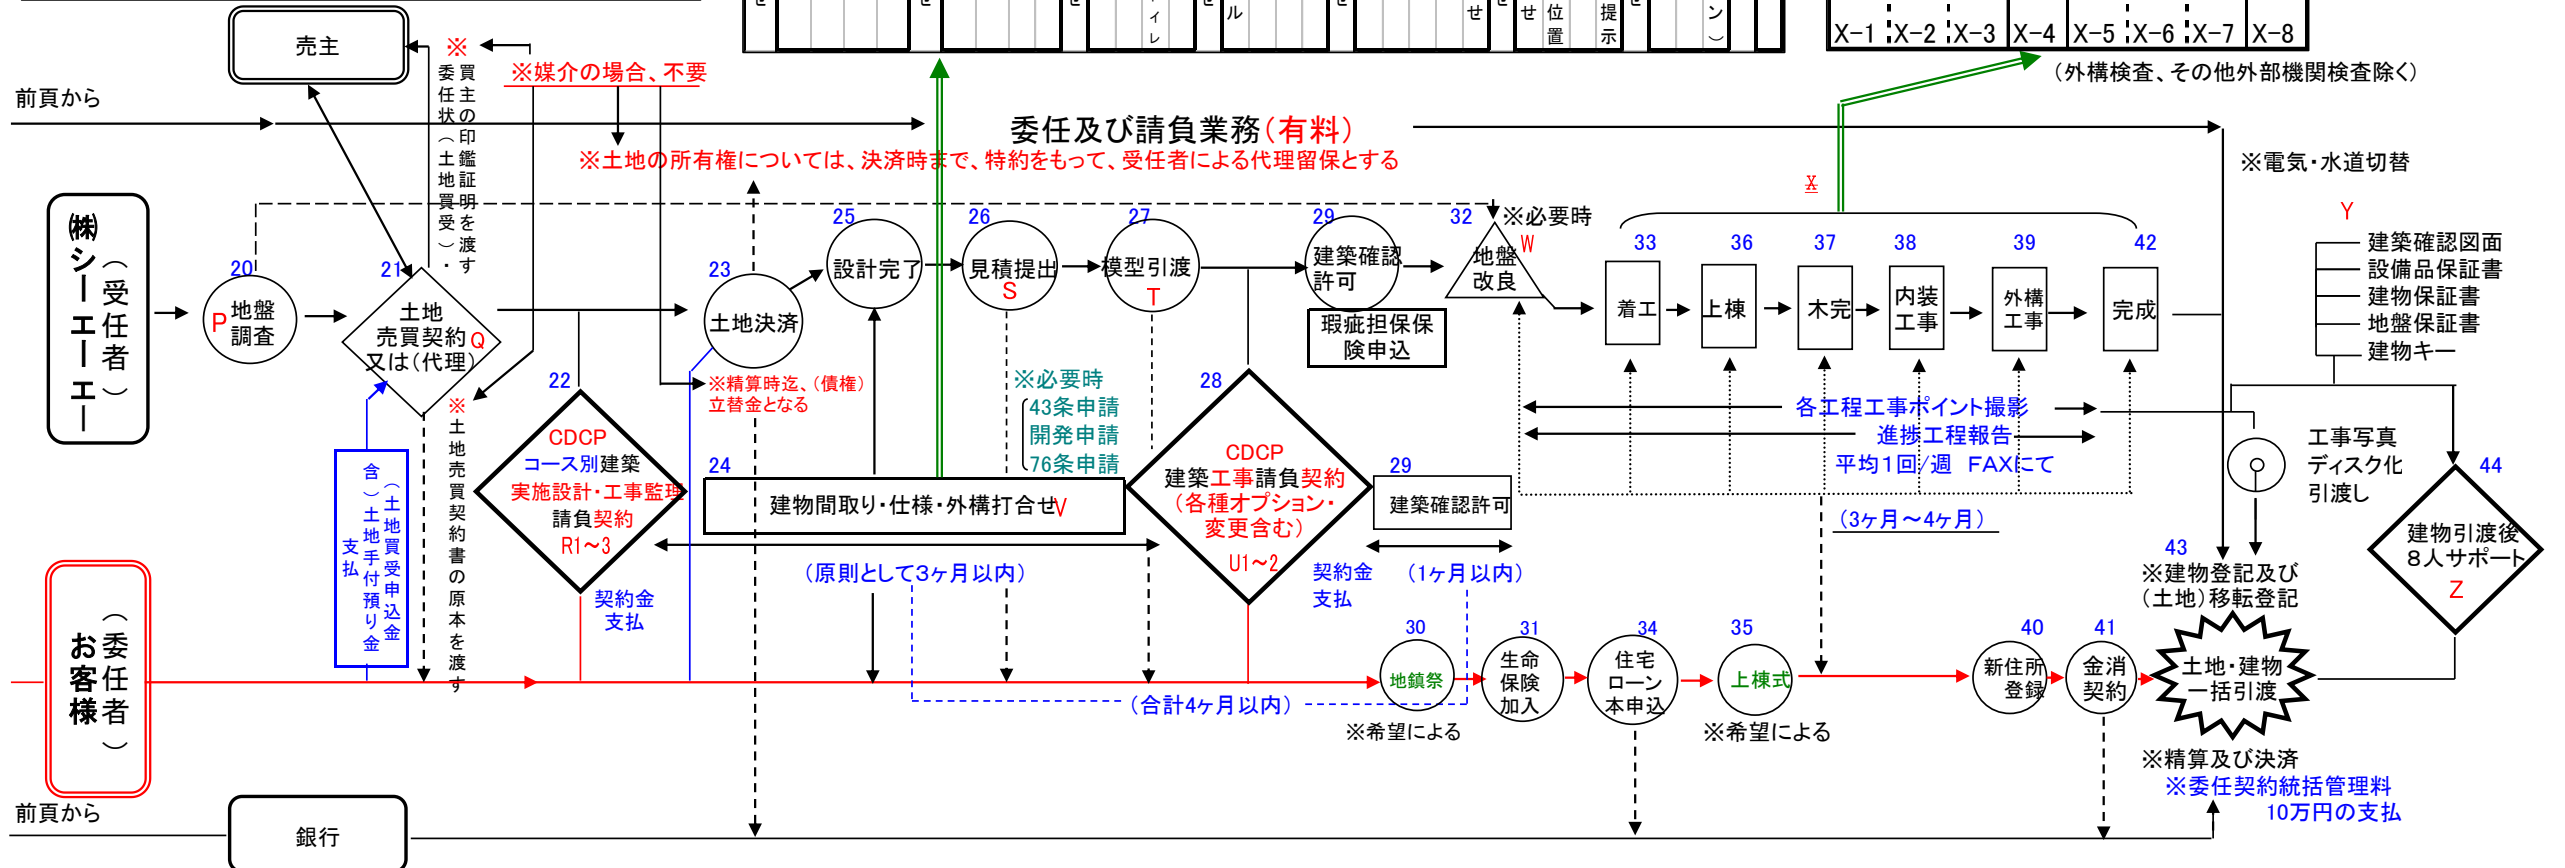 せ
せ
せ
ィ
レ
せ
ル
せ
せ
せ
せ
位
置
提
示
せ
ン
）
X-1
X-2
X-3
X-4
X-5
X-6
X-7
X-8
（外構検査、その他外部機関検査除く）
売主
※
買主の印鑑証明を渡す
委任状（土地買受）・
※媒介の場合、不要
前頁から
委任及び請負業務（有料）
※土地の所有権については、決済時まで、特約をもって、受任者による代理留保とする
※電気・水道切替
X
Y
建築確認図面
設備品保証書
建物保証書
地盤保証書
建物キー
㈱シーエーエー
（受任者）
20
P
地盤
調査
21
土地
売買契約
又は（代理）
Q
22
CDCP
コース別建築
実施設計・工事監理
請負契約
R1～3
契約金
支払
23
土地決済
※精算時迄、（債権）
立替金となる
24
建物間取り・仕様・外構打合せ
V
25
設計完了
26
見積提出
S
27
模型引渡
T
※必要時
43条申請
開発申請
76条申請
28
CDCP
建築工事請負契約
（各種オプション・
変更含む）
U1～2
29
建築確認
許可
瑕疵担保保
険申込
29
建築確認許可
契約金
支払
（1ヶ月以内）
32
※必要時
W
地盤
改良
33
着工
36
上棟
37
木完
38
内装
工事
39
外構
工事
42
完成
各工程工事ポイント撮影
進捗工程報告
平均１回/週　FAXにて
（3ヶ月～4ヶ月）
工事写真
ディスク化
引渡し
44
建物引渡後
８人サポート
Z
（土地買受申込金
含）土地手付預り金
支払
※
土地売買契約書の原本を渡す
（原則として3ヶ月以内）
（合計4ヶ月以内）
お客様
（委任者）
30
地鎮祭
※希望による
31
生命
保険
加入
34
住宅
ローン
本申込
35
上棟式
※希望による
40
新住所
登録
41
金消
契約
43
※建物登記及び
（土地）移転登記
土地・建物
一括引渡
※精算及び決済
※委任契約統括管理料
10万円の支払
前頁から
銀行